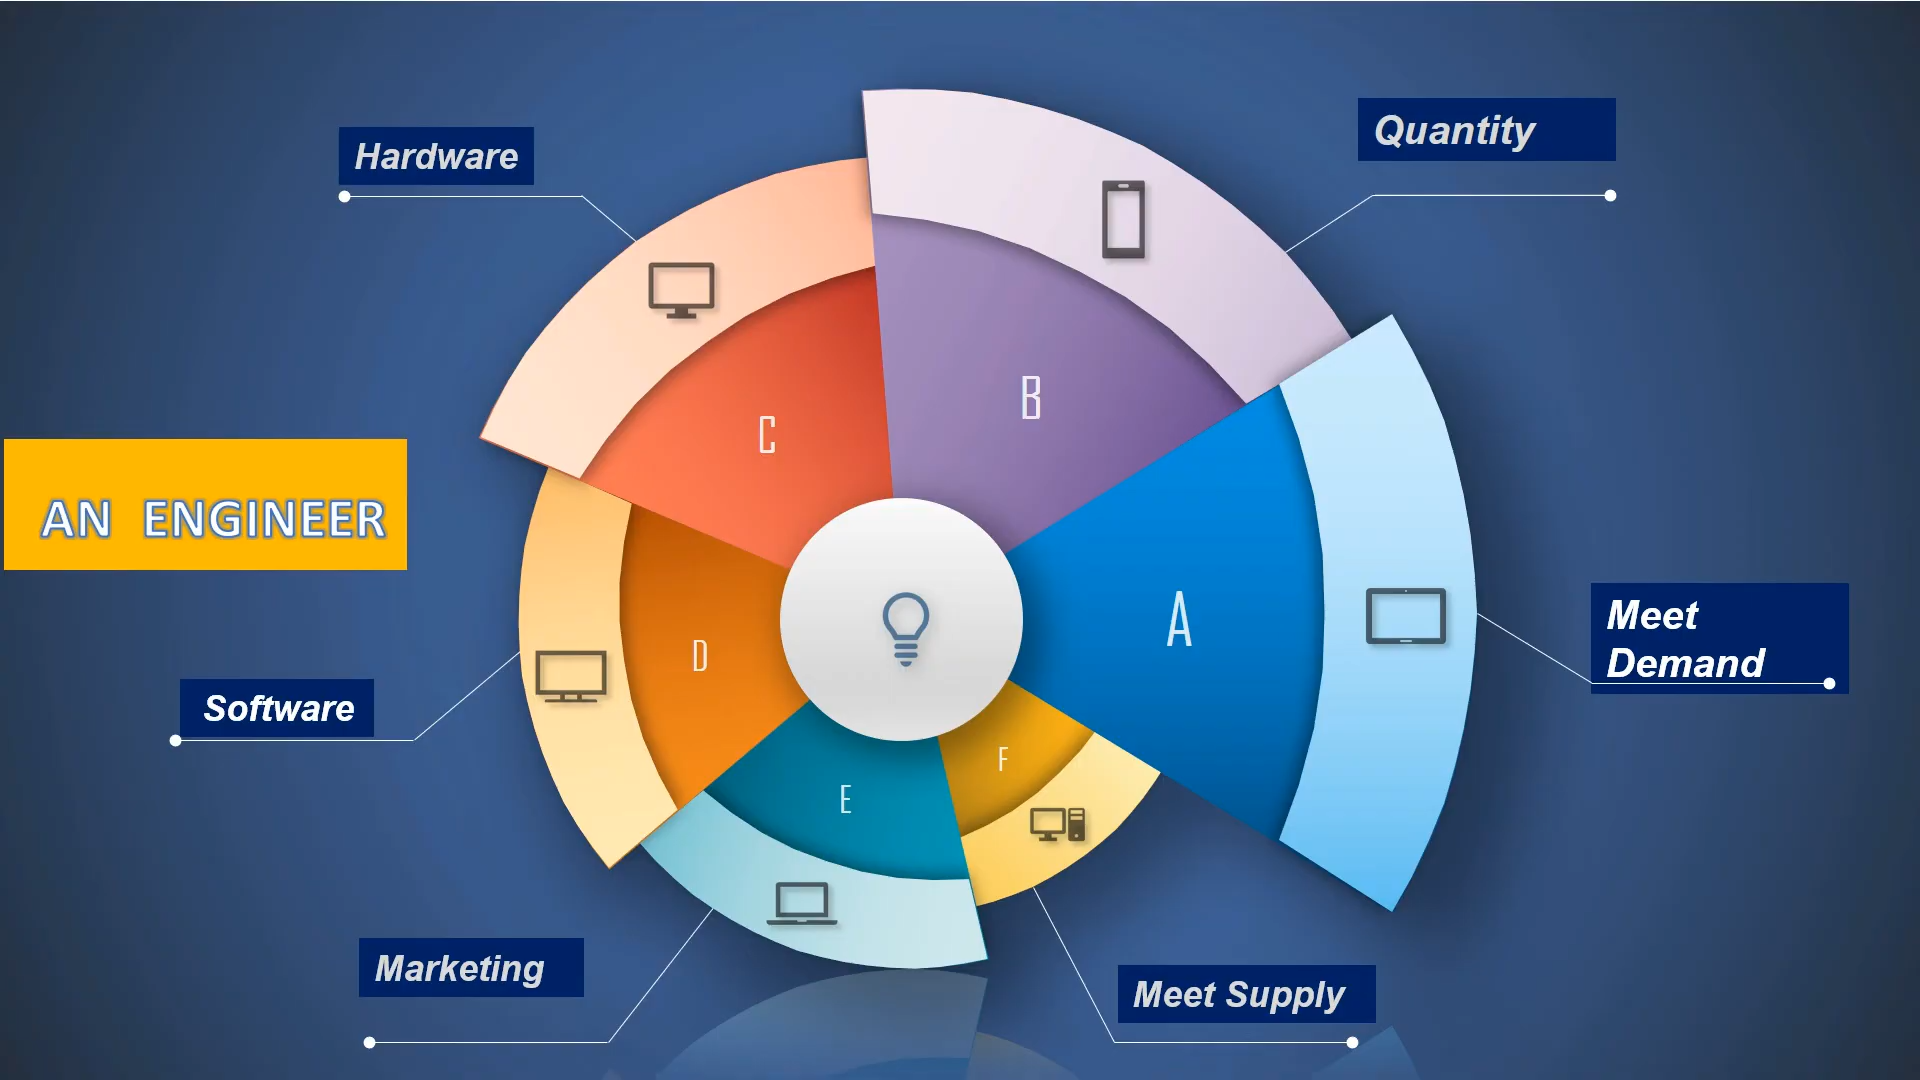 Quantity
Hardware
B
C
AN ENGINEER
A
Meet
Demand
D
Software
F
E
Marketing
Meet Supply